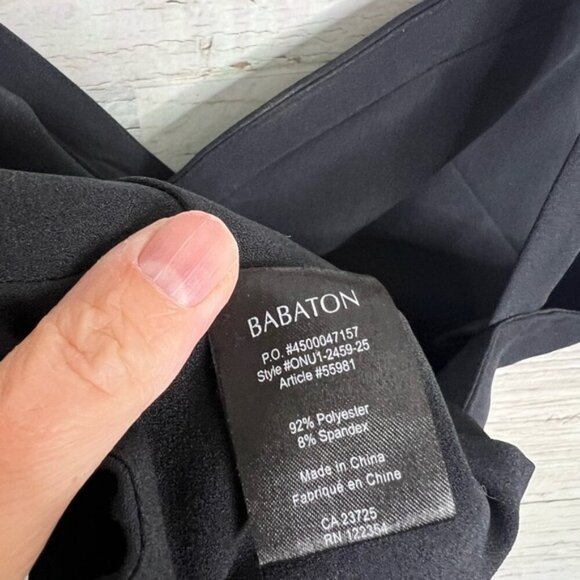 BABATON
P.O. #4500047157
Style #ONU1-2459-25
Article #55981
92% Polyester
8% Spandex
Made in China
Fabriqué en China
CA 23725
RN 122354